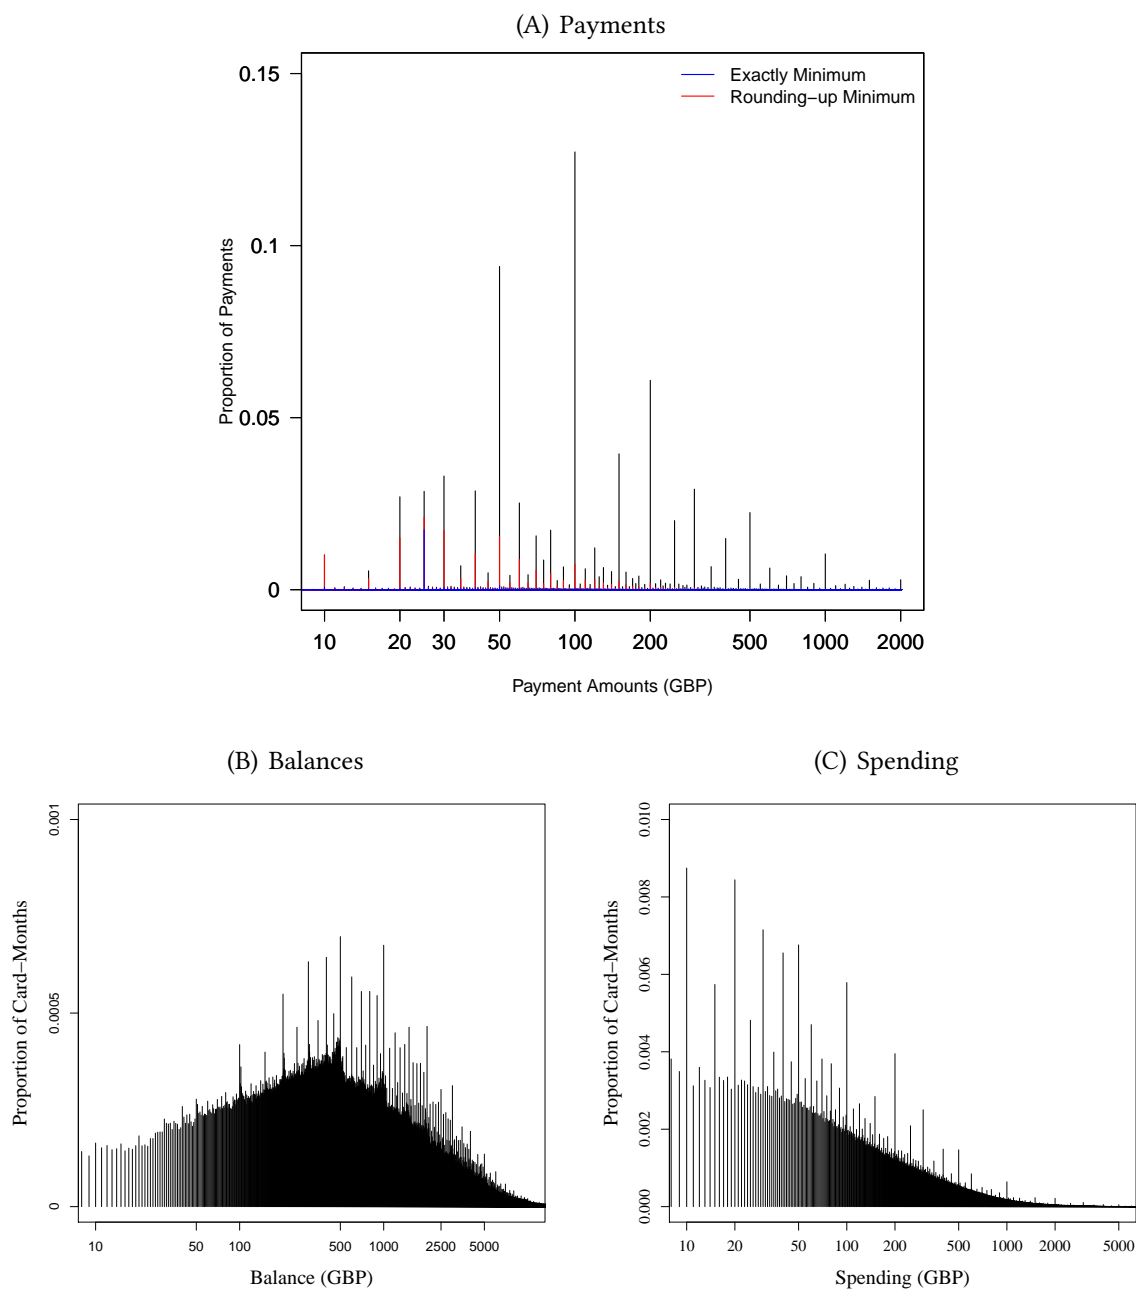 (A) Payments
Exactly Minimum
Rounding−up Minimum
Proportion of Payments
0.15
0.1
0.05
0
10 20 30 50 100 200 500 1000 2000
Payment Amounts (GBP)
(B) Balances
Proportion of Card−Months
0.001
0.0005
0
10 50 100 500 1000 2500 5000
Balance (GBP)
(C) Spending
Proportion of Card−Months
0.010
0.008
0.006
0.004
0.002
0.000
10 20 50 100 200 500 1000 2000 5000
Spending (GBP)